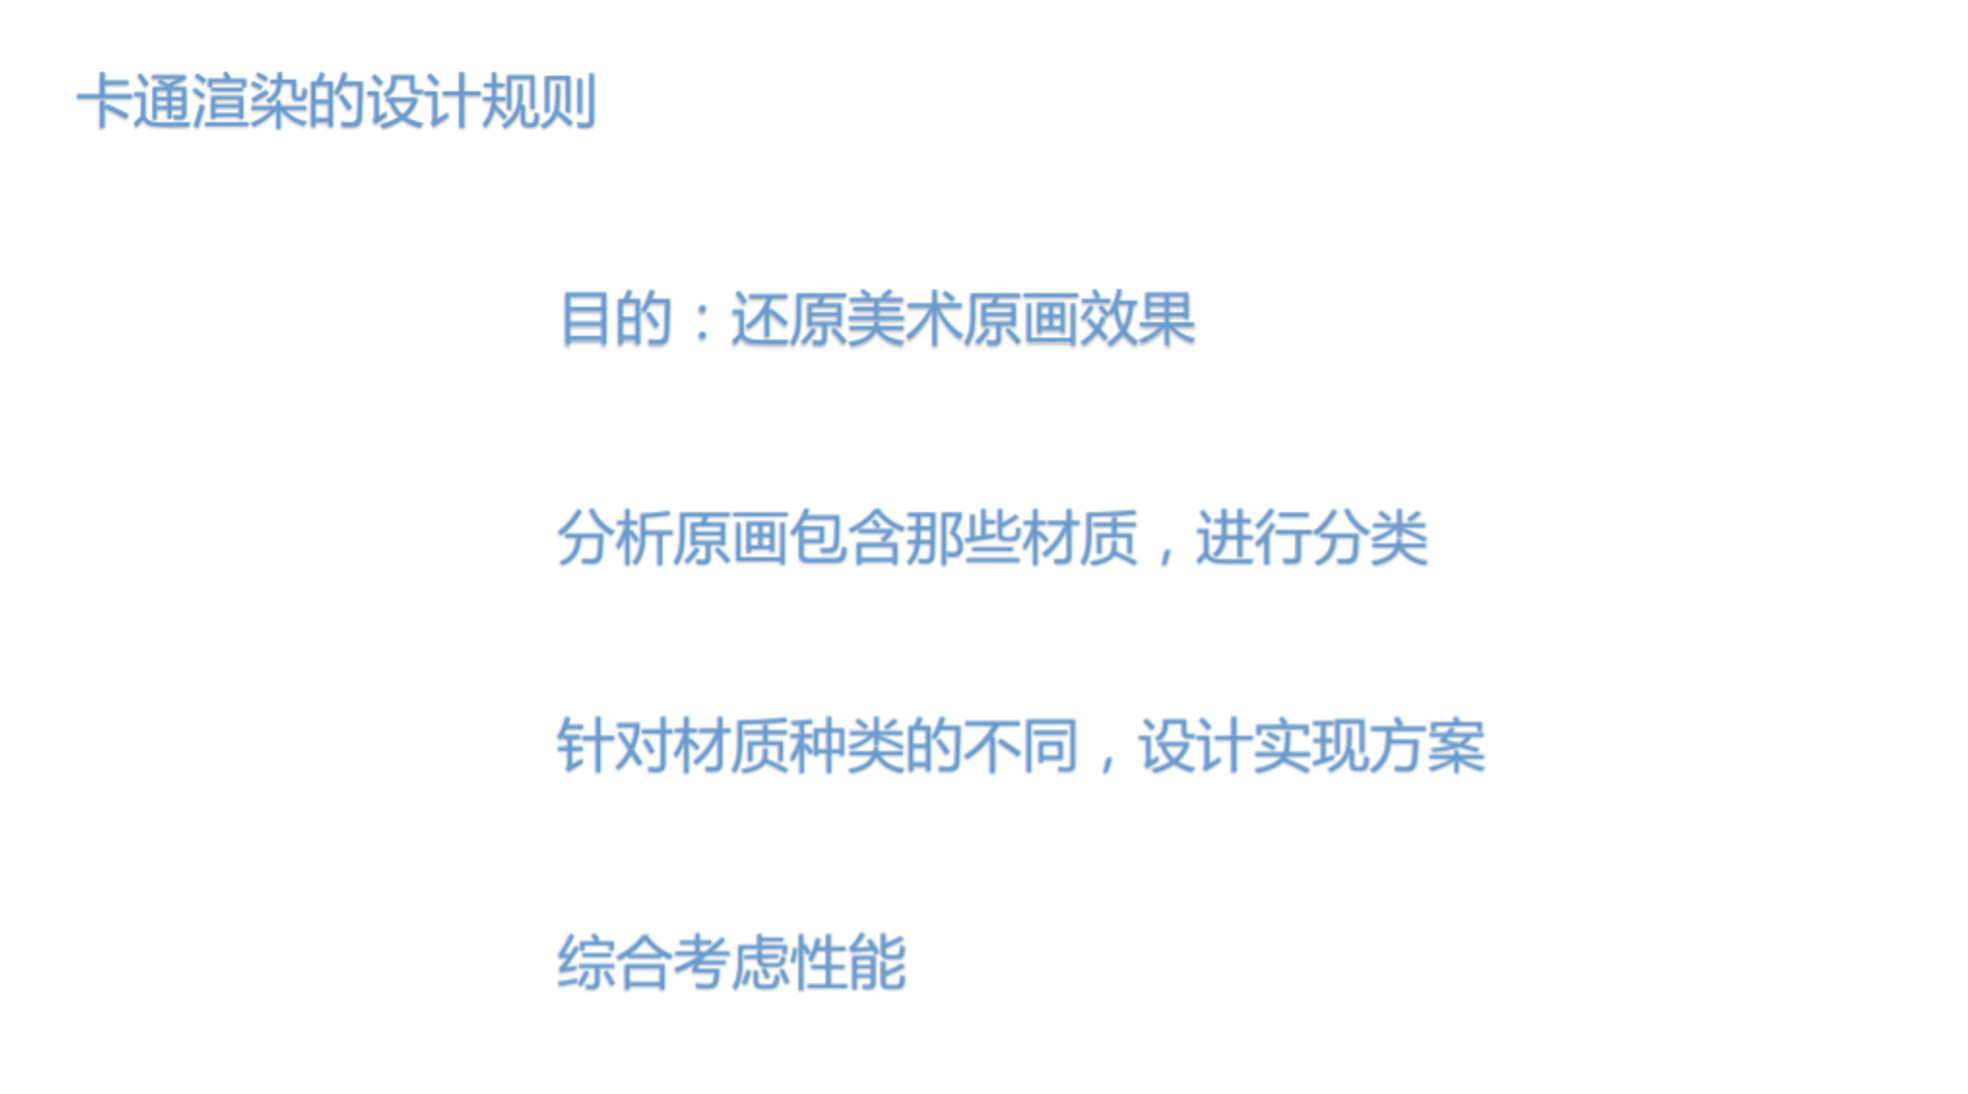 卡通渲染的设计规则
目的：还原美术原画效果
分析原画包含那些材质，进行分类
针对材质种类的不同，设计实现方案
综合考虑性能